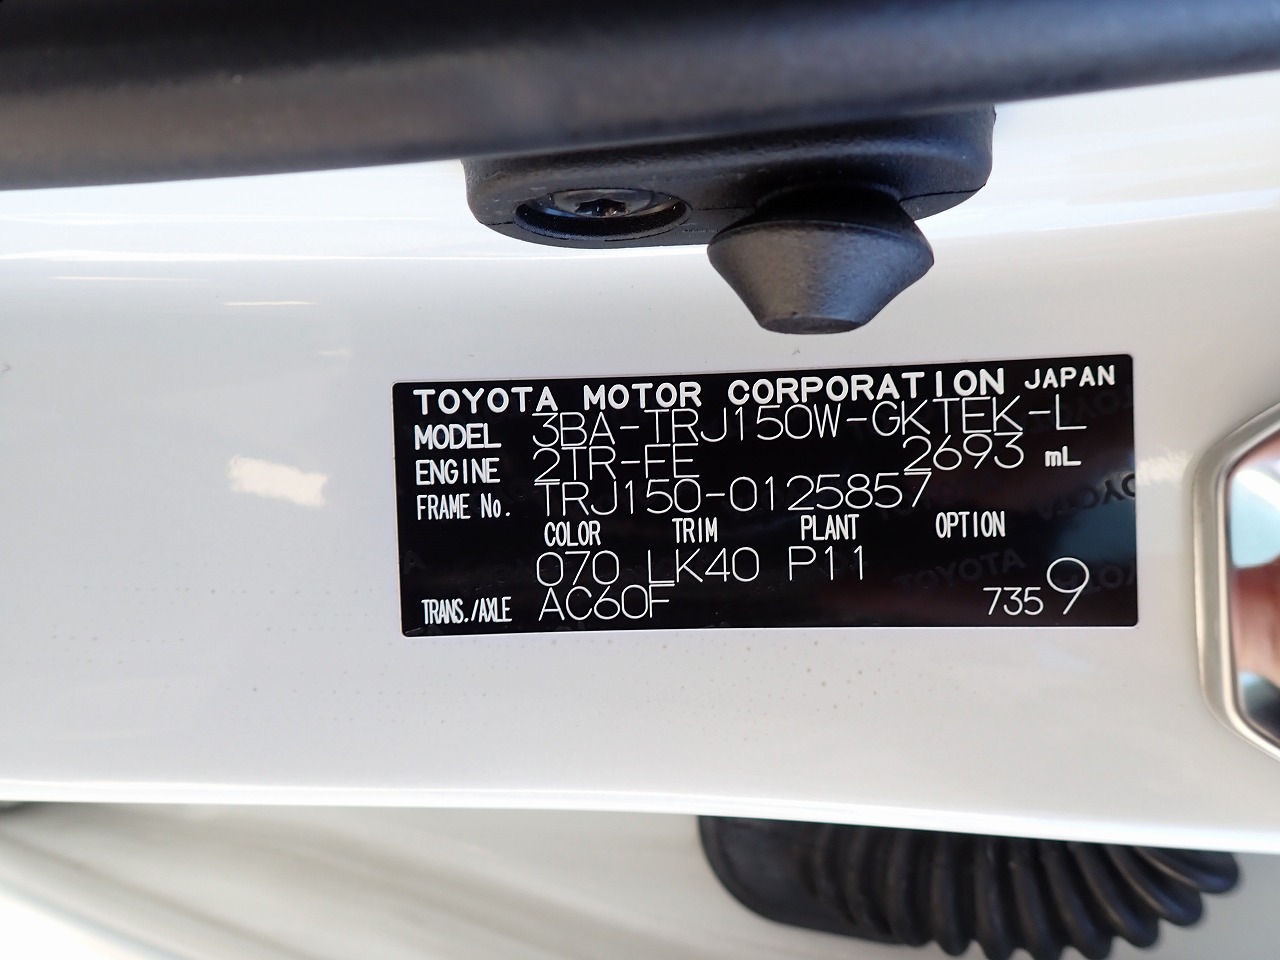 TOYOTA MOTOR CORPORATION JAPAN
MODEL 3BA-TRJ150W-GKTEK-L
ENGINE 2TR-FE 2693 mL
FRAME No. TRJ150-0125857
COLOR TRIM PLANT OPTION
070 LK40 P11
TRANS./AXLE AC60F 7359